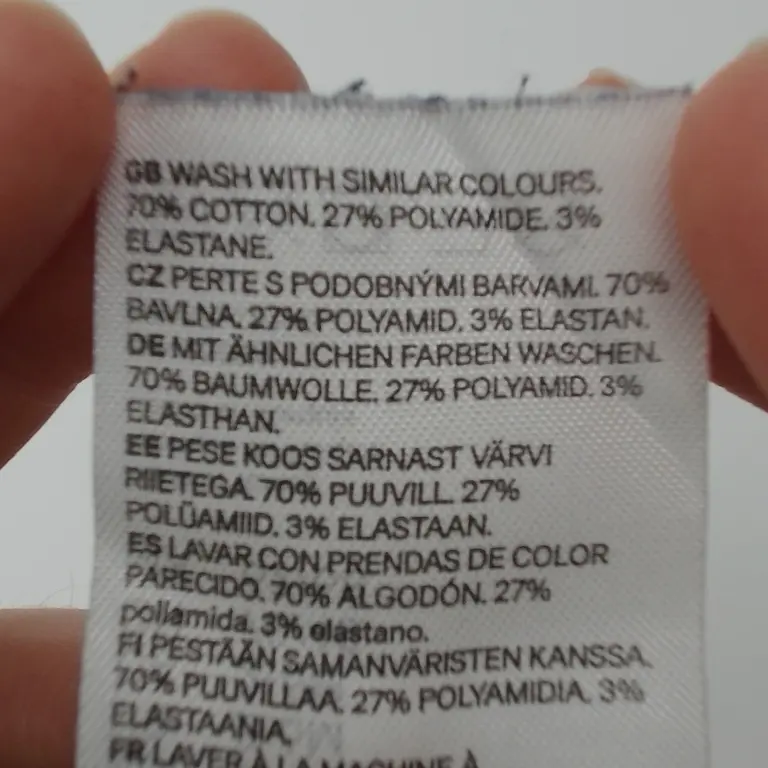 GB WASH WITH SIMILAR COLOURS.
70% COTTON. 27% POLYAMIDE. 3%
ELASTANE.
CZ PERTE S PODOBNÝMI BARVAMI. 70%
BAVLNA. 27% POLYAMID. 3% ELASTAN.
DE MIT ÄHNLICHEN FARBEN WASCHEN.
70% BAUMWOLLE. 27% POLYAMID. 3%
ELASTHAN.
EE PESE KOOS SARNAST VÄRVI
RIIETEGA. 70% PUUVILL. 27%
POLÜAMIID. 3% ELASTAAN.
ES LAVAR CON PRENDAS DE COLOR
PARECIDO. 70% ALGODÓN. 27%
poliamida. 3% elastano.
FI PESTÄÄN SAMANVÄRISTEN KANSSA.
70% PUUVILLAA. 27% POLYAMIDIA. 3%
ELASTAANIA.
FR LAVER À LA MACHINE À